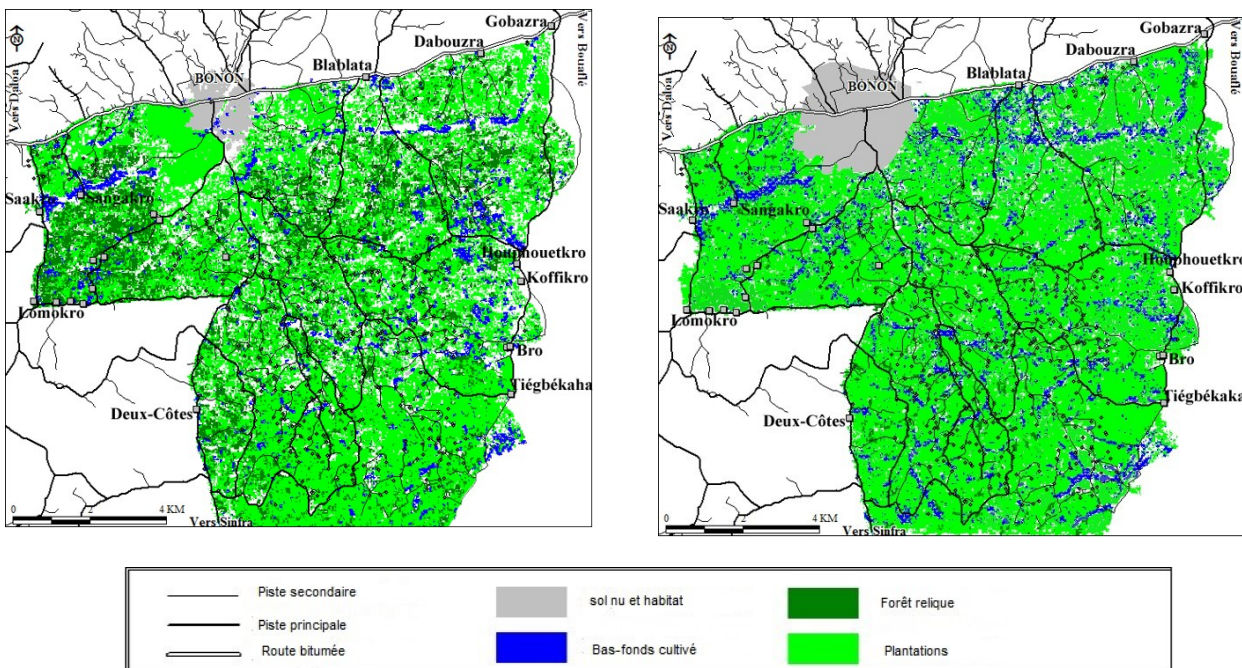 Gobazra
Dabouzra
Vers Bouaflé
Blablata
BONON
Vers Daloa
Saakro
Sangakro
Houphouetkro
Koffikro
Lomokro
Bro
Tiégbékaha
Deux-Côtes
0 2 4 KM
Vers Sinfra
N
Gobazra
Dabouzra
Vers Bouaflé
Blablata
BONON
Vers Daloa
Sangakro
Houphouetkro
Koffikro
Lomokro
Bro
Tiégbékaha
Deux-Côtes
0 2 4 KM
Vers Sinfra
N
Piste secondaire
Piste principale
Route bitumée
sol nu et habitat
Bas-fonds cultivé
Forêt relique
Plantations